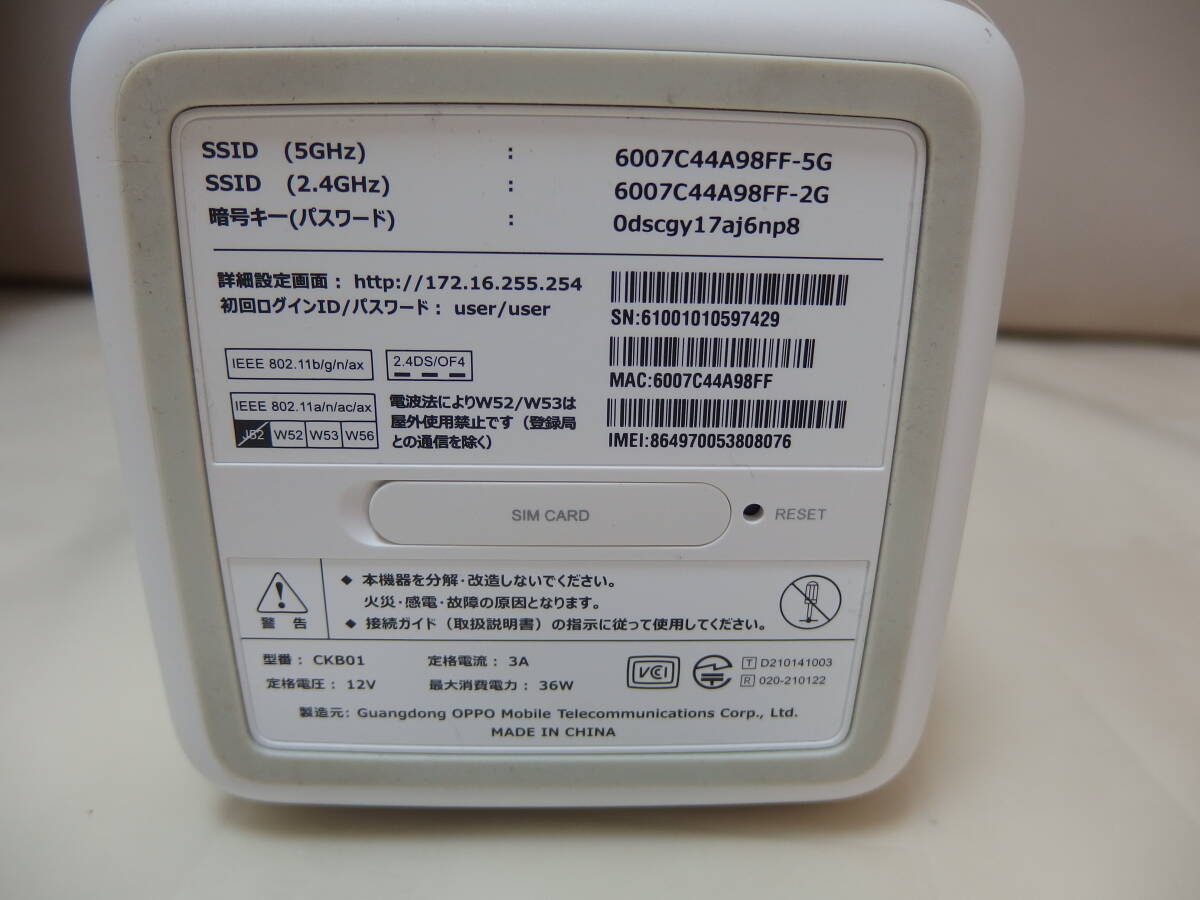 SSID (5GHz) : 6007C44A98FF-5G
SSID (2.4GHz) : 6007C44A98FF-2G
暗号キー(パスワード) : 0dscgy17aj6np8
詳細設定画面： http://172.16.255.254
初回ログインID/パスワード： user/user
SN:61001010597429
MAC:6007C44A98FF
IMEI:864970053808076
IEEE 802.11b/g/n/ax
2.4DS/OF4
IEEE 802.11a/n/ac/ax
J52 W52 W53 W56
電波法によりW52/W53は
屋外使用禁止です（登録局
との通信を除く）
SIM CARD
RESET
警告
◆ 本機器を分解・改造しないでください。
火災・感電・故障の原因となります。
◆ 接続ガイド（取扱説明書）の指示に従って使用してください。
型番： CKB01 定格電流： 3A
定格電圧： 12V 最大消費電力： 36W
VCCI
T D210141003
R 020-210122
製造元: Guangdong OPPO Mobile Telecommunications Corp., Ltd.
MADE IN CHINA